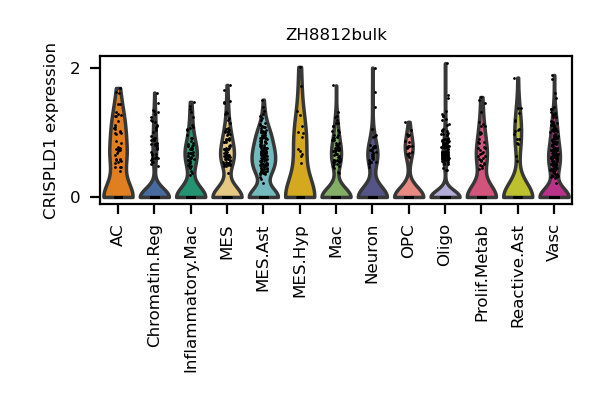 ZH8812bulk
CRISPLD1 expression
2
0
AC
Chromatin.Reg
Inflammatory.Mac
MES
MES.Ast
MES.Hyp
Mac
Neuron
OPC
Oligo
Prolif.Metab
Reactive.Ast
Vasc